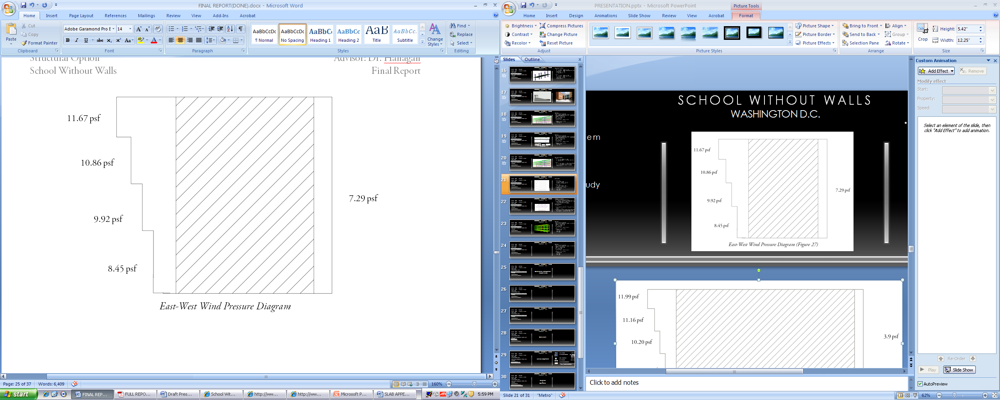 FINAL REPORT(DONE).docx - Microsoft Word
Home Insert Page Layout References Mailings Review View Add-Ins Acrobat
Paste
Cut
Copy
Format Painter
Clipboard
Adobe Garamond Pro E 14
Font
Paragraph
AaBbCcDc ¶ Normal
AaBbCcDc No Spacing
AaBbCc Heading 1
AaBbCc Heading 2
AaB Title
AaBbCc. Subtitle
Change Styles
Styles
Find
Replace
Select
Editing
Structural Option Advisor: Dr. Hanagan
School Without Walls Final Report
11.67 psf
10.86 psf
7.29 psf
9.92 psf
8.45 psf
East-West Wind Pressure Diagram
Page: 25 of 37 Words: 6,409 160%
start FINAL REP... FULL REPO... Draft Pres... School Wit... http://ww... http://ww... Microsoft P... SLAB APPE... 5:59 PM
PRESENTATION.pptx - Microsoft PowerPoint
Picture Tools
Home Insert Design Animations Slide Show Review View Acrobat Format
Brightness
Contrast
Recolor
Compress Pictures
Change Picture
Reset Picture
Adjust
Picture Styles
Picture Shape
Picture Border
Picture Effects
Bring to Front
Send to Back
Selection Pane
Align
Group
Rotate
Arrange
Crop
Height: 5.42"
Width: 12.25"
Size
Slides Outline
16
17
18
19
20
21
22
23
24
25
26
27
28
29
30
SCHOOL WITHOUT WALLS
WASHINGTON D.C.
em
udy
11.67 psf
10.86 psf
7.29 psf
9.92 psf
8.45 psf
East-West Wind Pressure Diagram (Figure 27)
11.99 psf
11.16 psf
3.9 psf
10.20 psf
Click to add notes
Custom Animation
Add Effect Remove
Modify effect
Start:
Property:
Speed:
Select an element of the slide, then
click "Add Effect" to add animation.
Re-Order
Play Slide Show
AutoPreview
Slide 21 of 31 "Metro" 62%